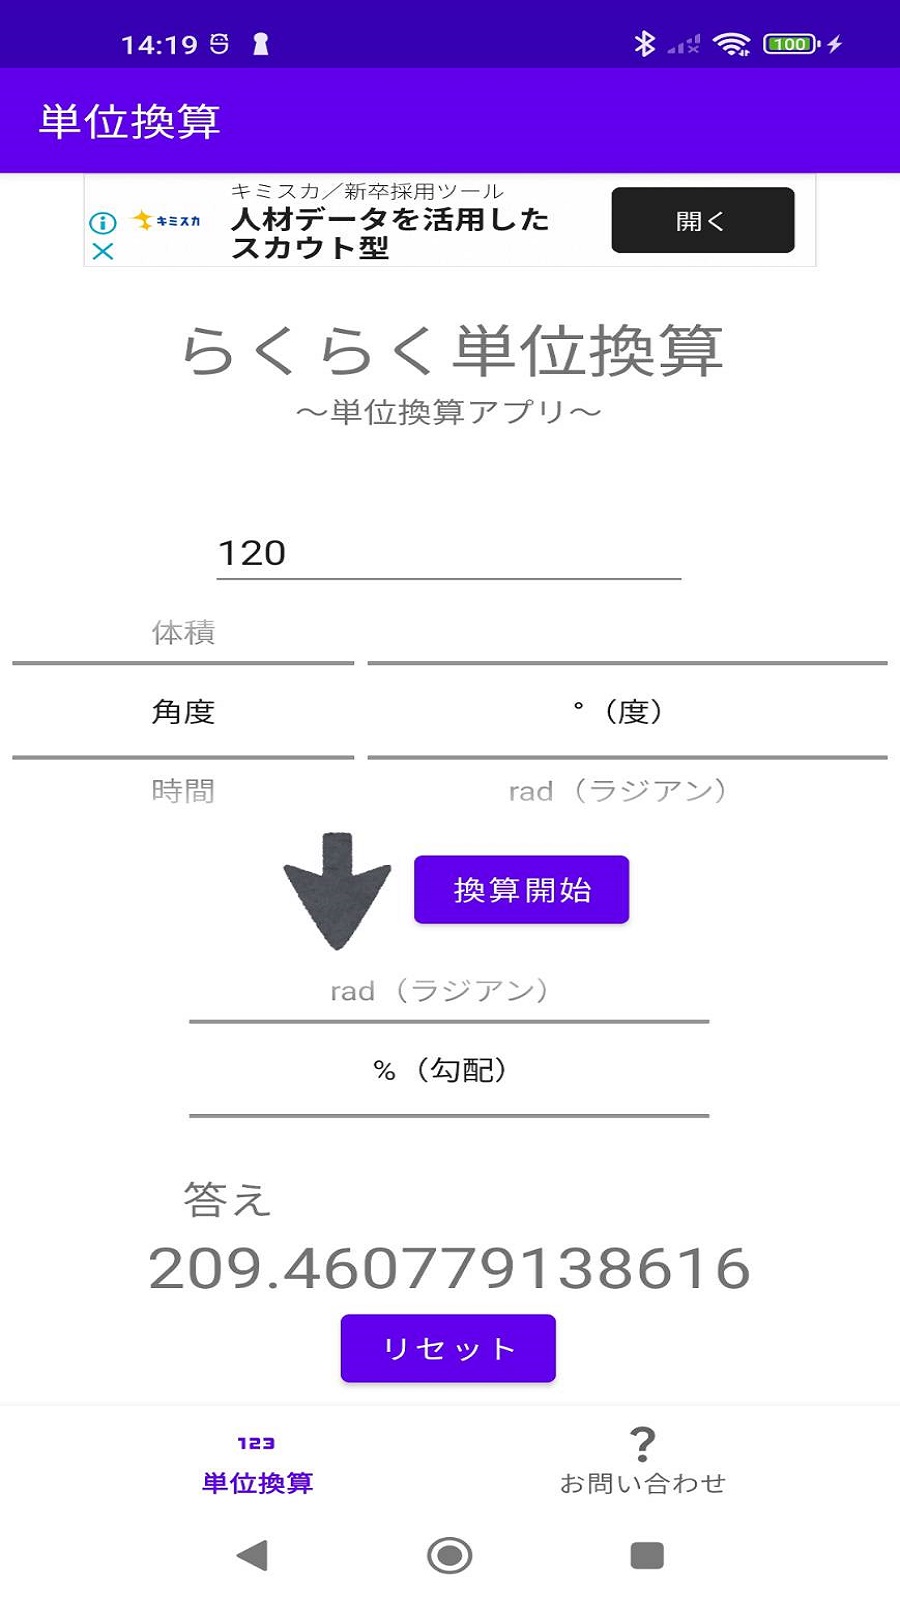 14:19
100
単位換算
キミスカ
キミスカ／新卒採用ツール
人材データを活用した
スカウト型
開く
らくらく単位換算
～単位換算アプリ～
120
体積
角度
°（度）
時間
rad（ラジアン）
換算開始
rad（ラジアン）
%（勾配）
答え
209.460779138616
リセット
123
単位換算
?
お問い合わせ